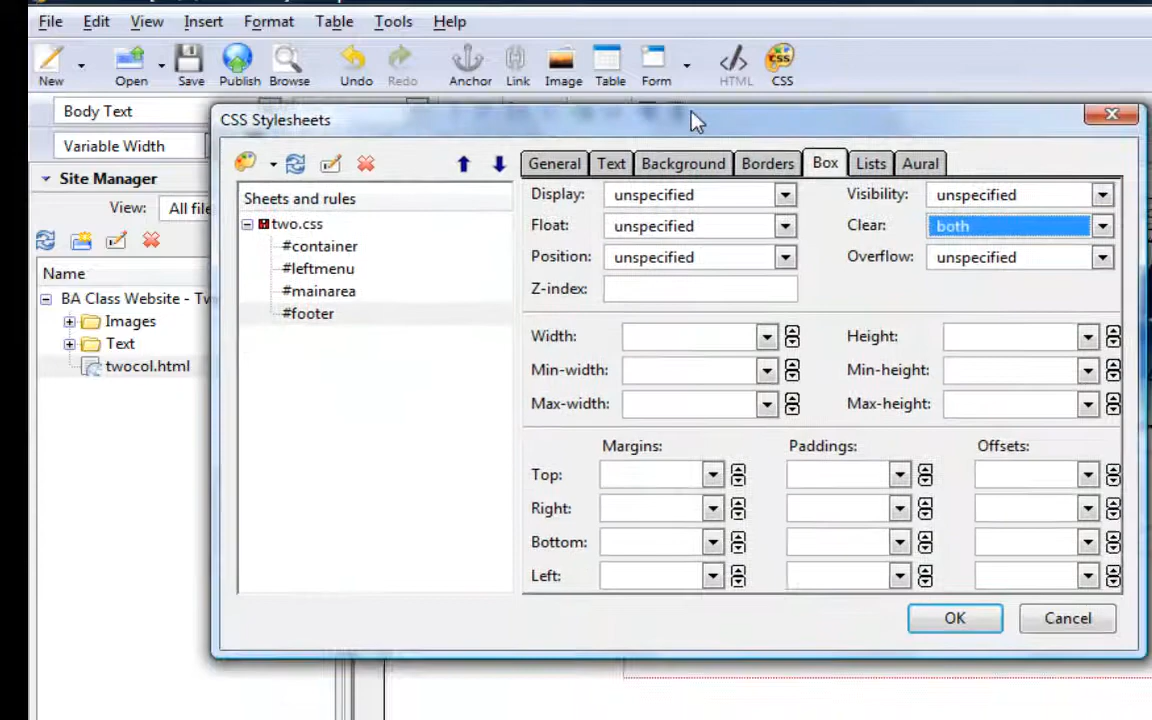 File Edit View Insert Format Table Tools Help
New Open Save Publish Browse Undo Redo Anchor Link Image Table Form HTML CSS
CSS
Body Text
Variable Width
CSS Stylesheets
Site Manager
View: All file
Name
BA Class Website - Tw
Images
Text
twocol.html
Sheets and rules
two.css
#container
#leftmenu
#mainarea
#footer
General Text Background Borders Box Lists Aural
Display: unspecified Visibility: unspecified
Float: unspecified Clear: both
Position: unspecified Overflow: unspecified
Z-index:
Width: Height:
Min-width: Min-height:
Max-width: Max-height:
Margins: Paddings: Offsets:
Top:
Right:
Bottom:
Left:
OK Cancel